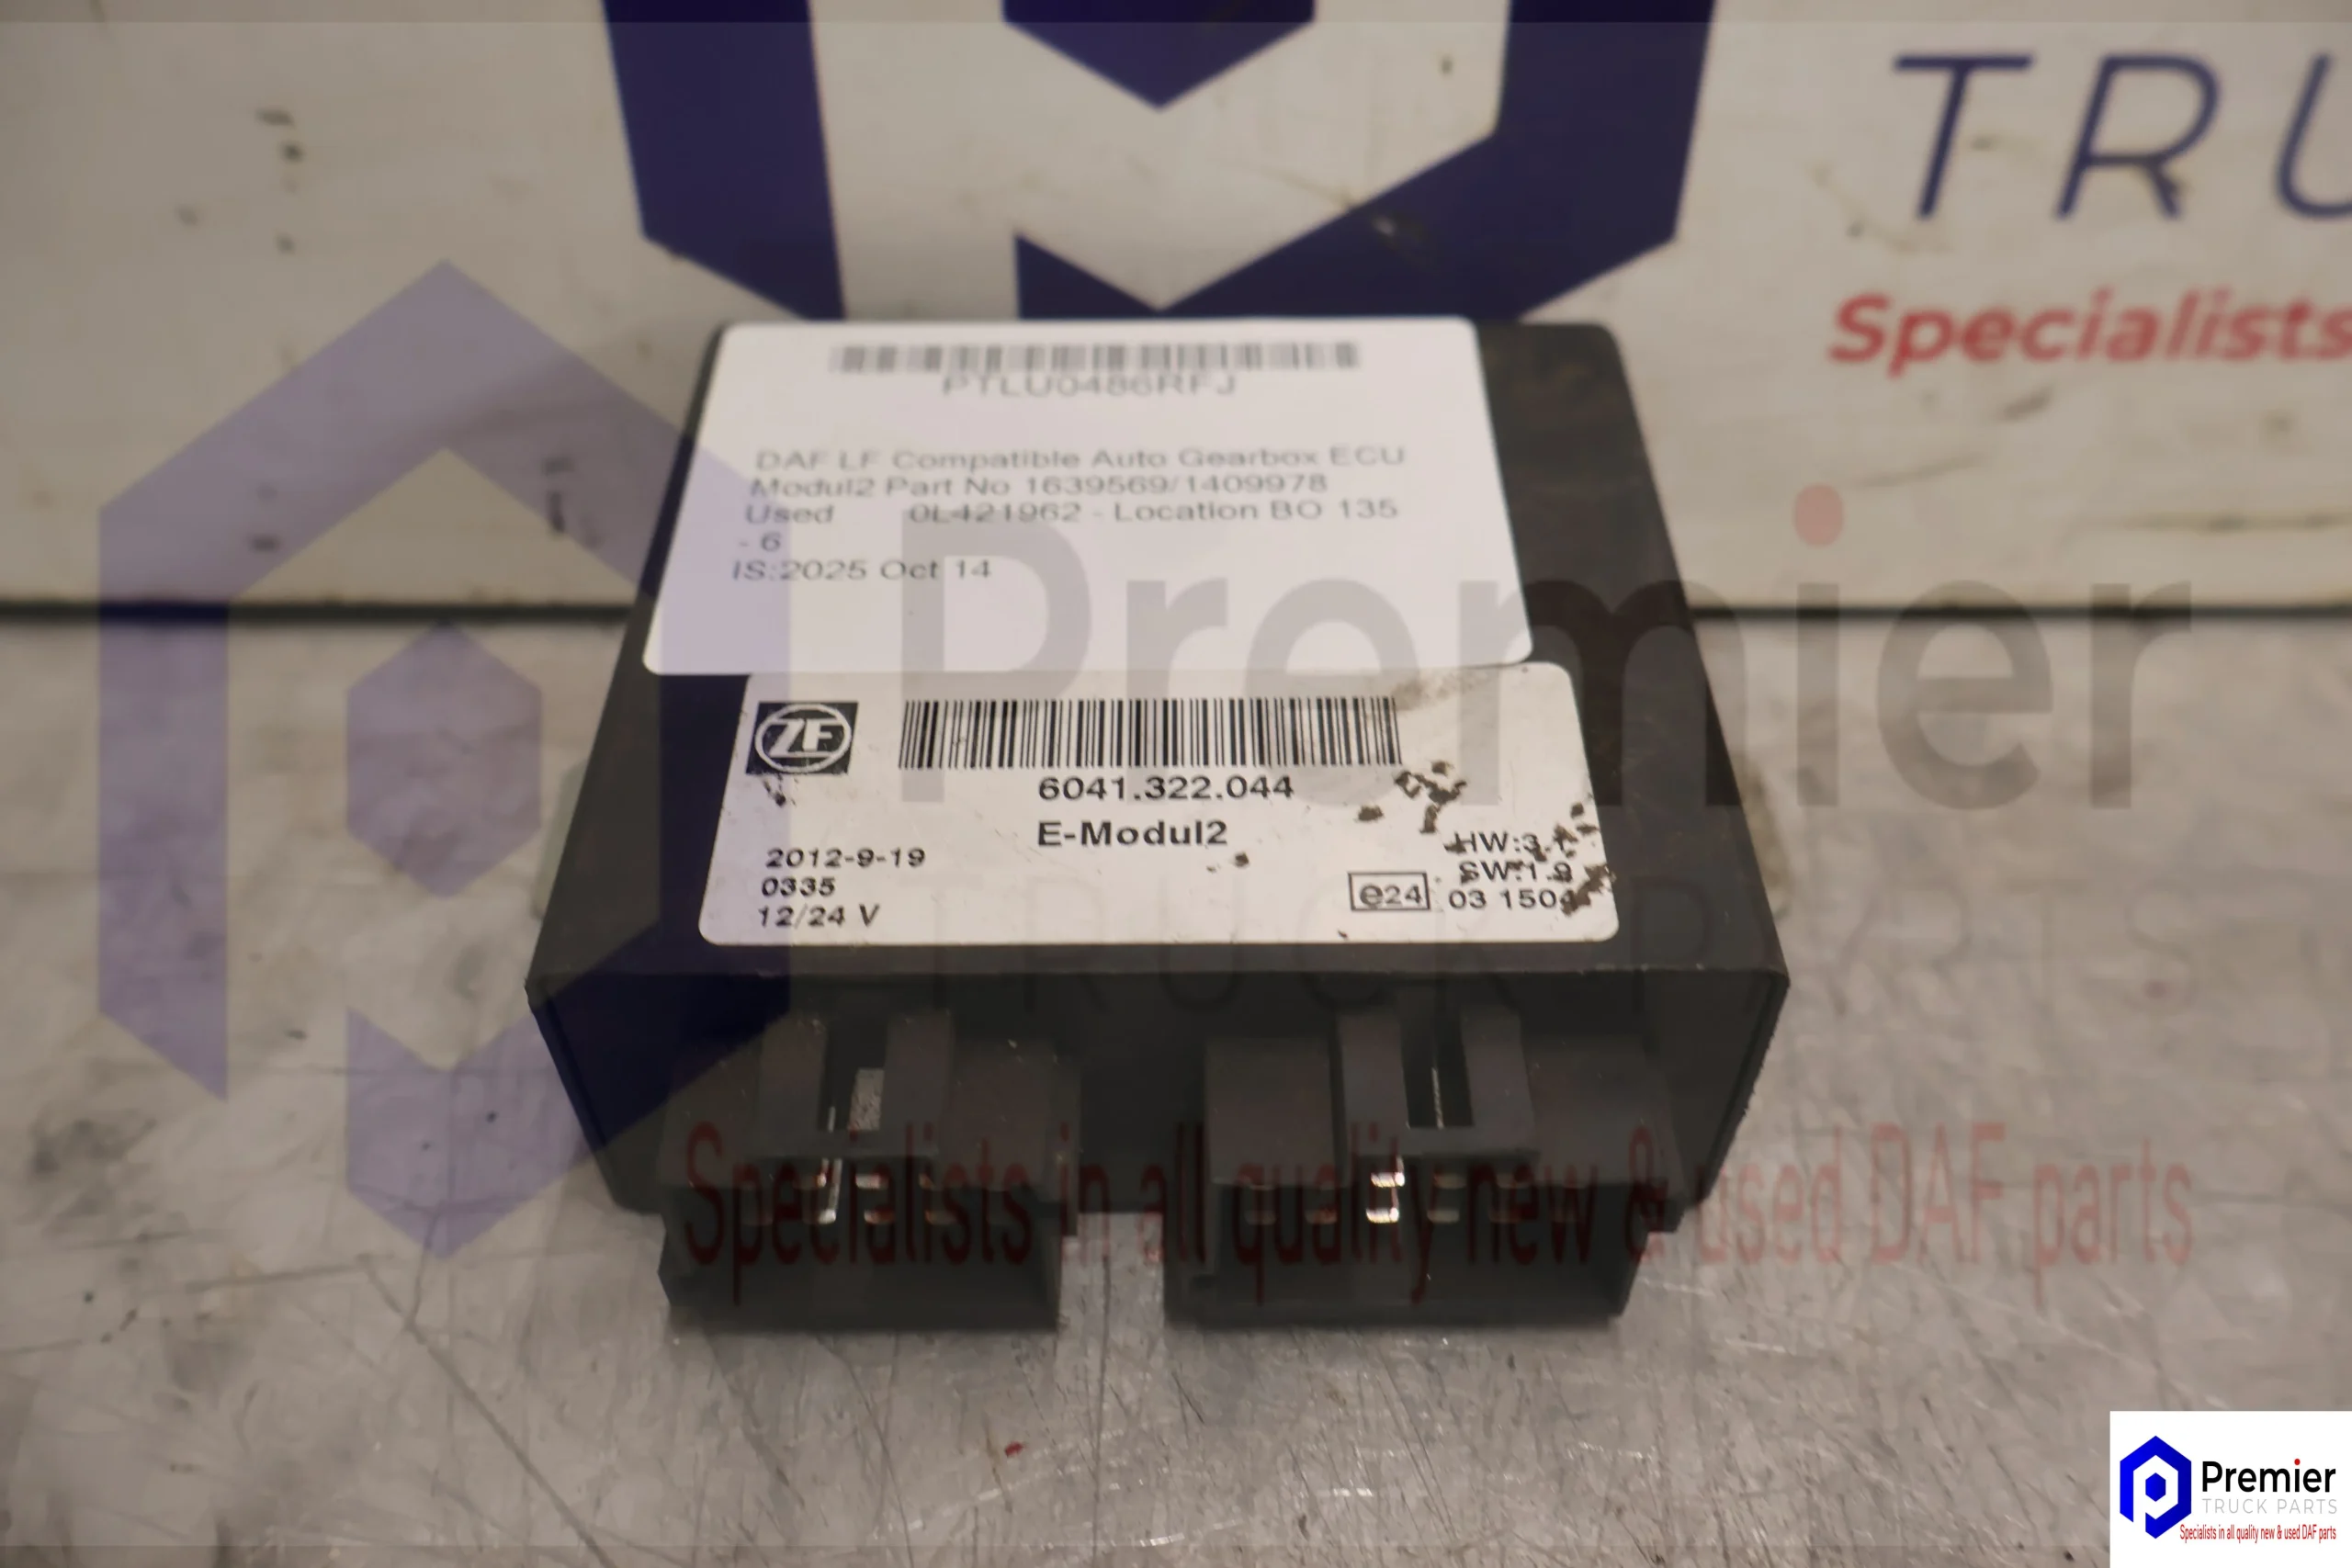 TRU
Specialists
PTLU0486RFJ
DAF LF Compatible Auto Gearbox ECU
Modul2 Part No 1639569/1409978
Used 0L421962 - Location BO 135
- 6
IS:2025 Oct 14
ZF
6041.322.044
E-Modul2
2012-9-19
0335
12/24 V
HW:3.1
SW:1.9
e24 03 1504
Premier
TRUCK PARTS
Specialists in all quality new & used DAF parts
Premier
TRUCK PARTS
Specialists in all quality new & used DAF parts